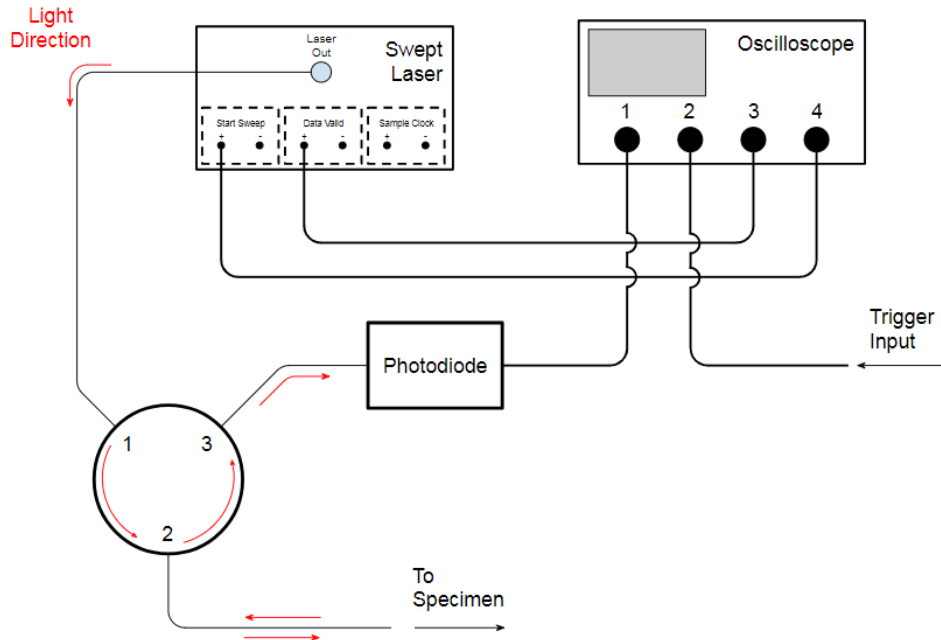 Light
Direction
Laser
Out
Swept
Laser
Start Sweep
+ -
Data Valid
+ -
Sample Clock
+ -
Oscilloscope
1 2 3 4
Trigger
Input
Photodiode
1 3
2
To
Specimen